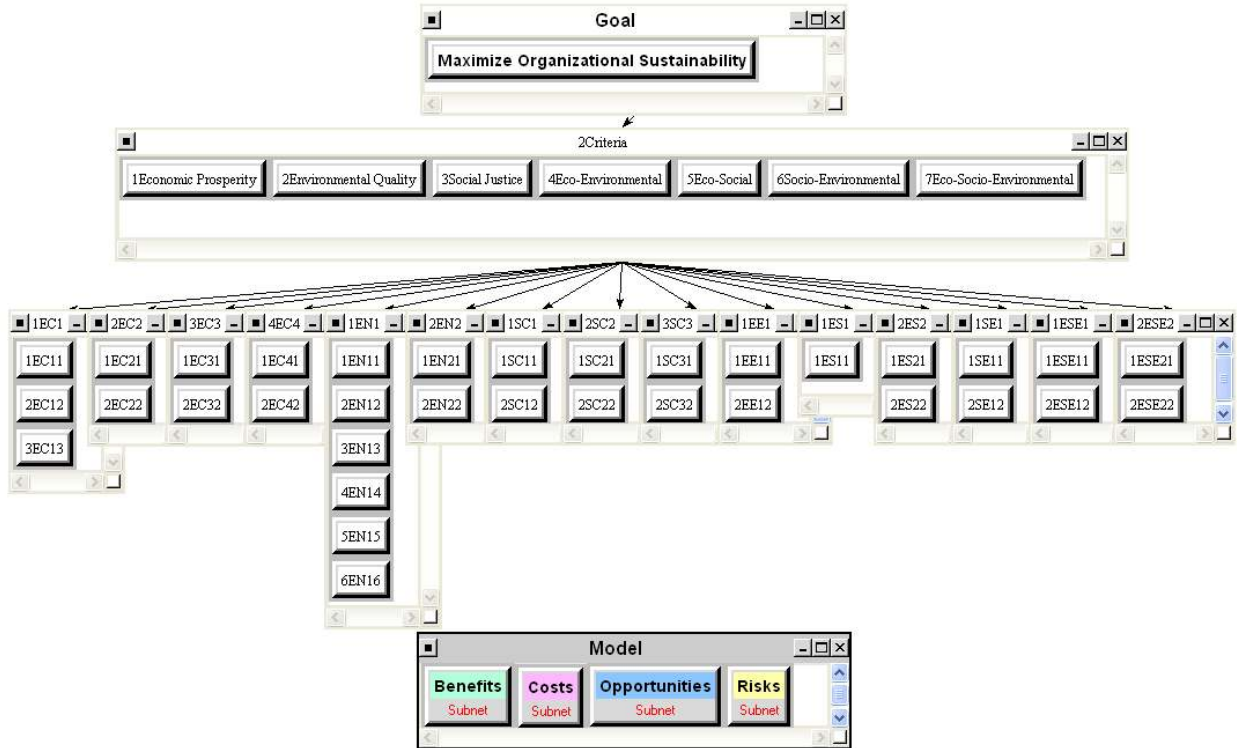 Goal
Maximize Organizational Sustainability
2Criteria
1Economic Prosperity 2Environmental Quality 3Social Justice 4Eco-Environmental 5Eco-Social 6Socio-Environmental 7Eco-Socio-Environmental
1EC1 2EC2 3EC3 4EC4 1EN1 2EN2 1SC1 2SC2 3SC3 1EE1 1ES1 2ES2 1SE1 1ESE1 2ESE2
1EC11 1EC21 1EC31 1EC41 1EN11 1EN21 1SC11 1SC21 1SC31 1EE11 1ES11 1ES21 1SE11 1ESE11 1ESE21
2EC12 2EC22 2EC32 2EC42 2EN12 2EN22 2SC12 2SC22 2SC32 2EE12 2ES22 2SE12 2ESE12 2ESE22
3EC13 3EN13
4EN14
5EN15
6EN16
Model
Benefits Costs Opportunities Risks
Subnet Subnet Subnet Subnet